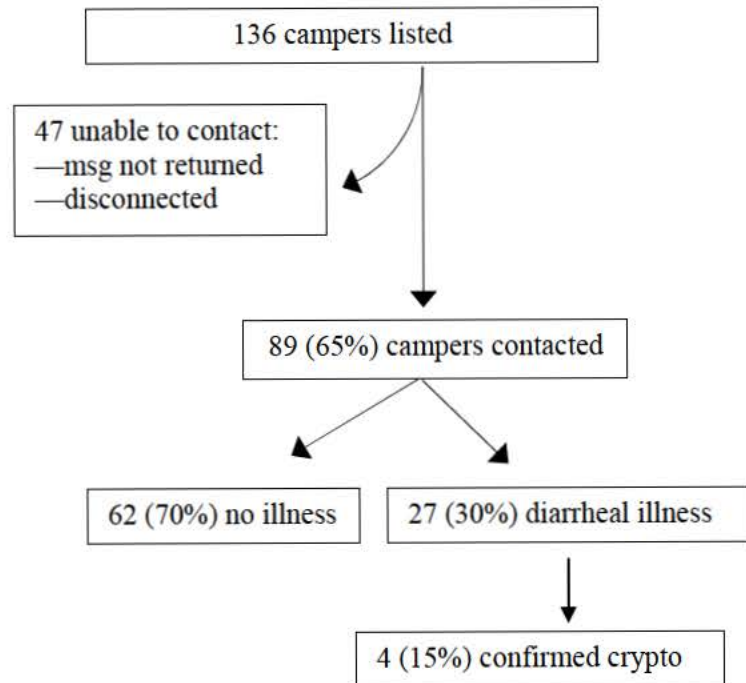 136 campers listed
47 unable to contact:
—msg not returned
—disconnected
89 (65%) campers contacted
62 (70%) no illness
27 (30%) diarrheal illness
4 (15%) confirmed crypto